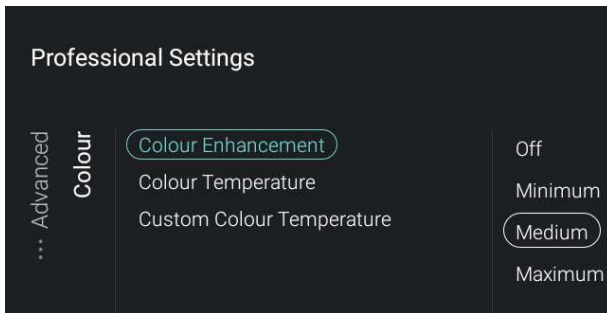 Professional Settings
... Advanced
Colour
Colour Enhancement
Colour Temperature
Custom Colour Temperature
Off
Minimum
Medium
Maximum